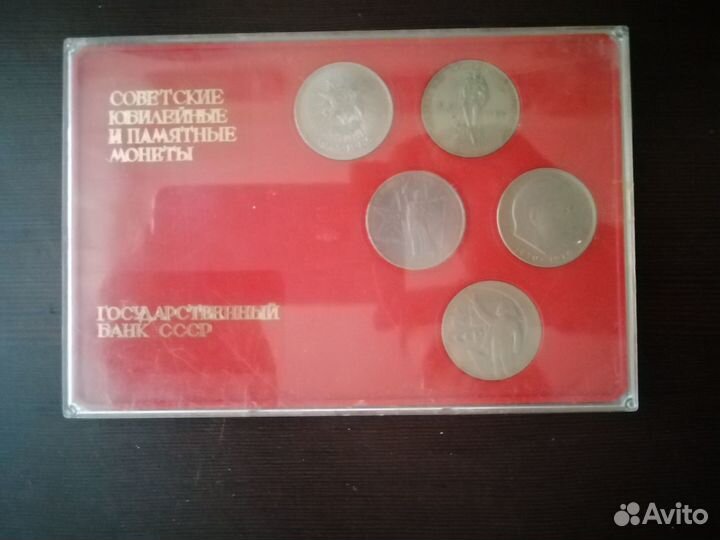 СОВЕТСКИЕ
ЮБИЛЕЙНЫЕ
И ПАМЯТНЫЕ
МОНЕТЫ
ГОСУДАРСТВЕННЫЙ
БАНК СССР
Avito